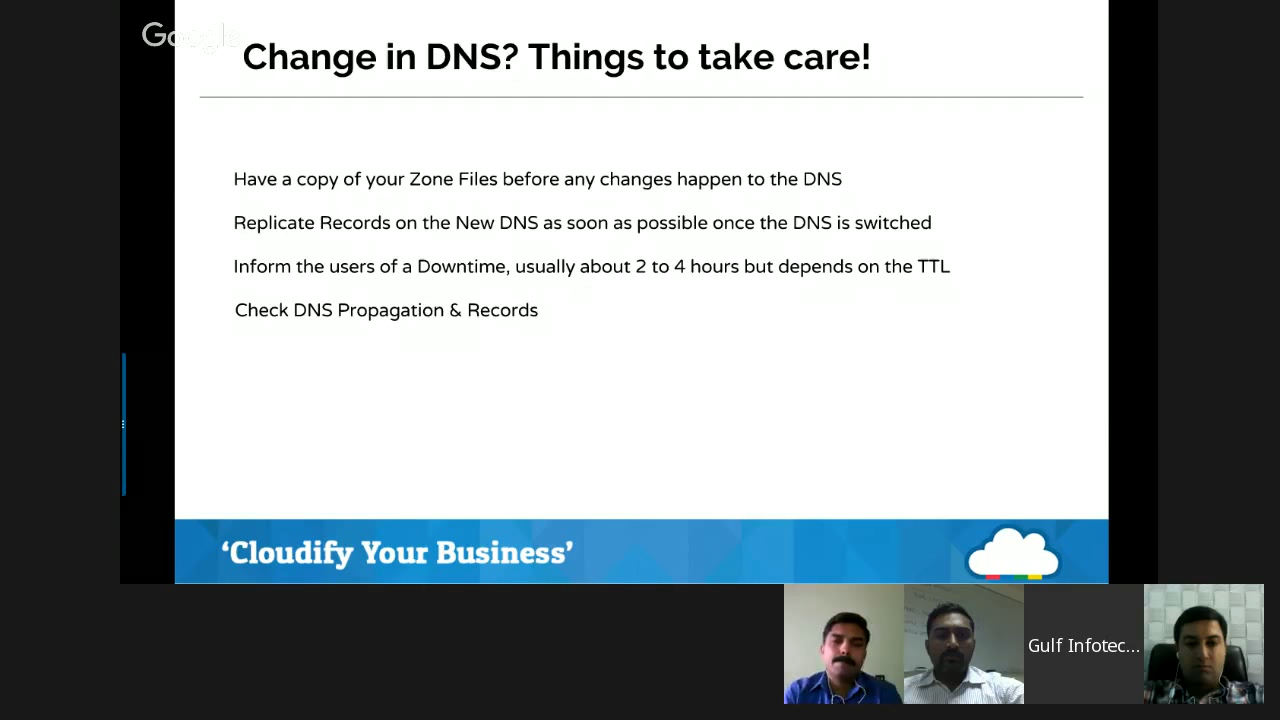 Google
Change in DNS? Things to take care!
Have a copy of your Zone Files before any changes happen to the DNS
Replicate Records on the New DNS as soon as possible once the DNS is switched
Inform the users of a Downtime, usually about 2 to 4 hours but depends on the TTL
Check DNS Propagation & Records
‘Cloudify Your Business’
Gulf Infotec...